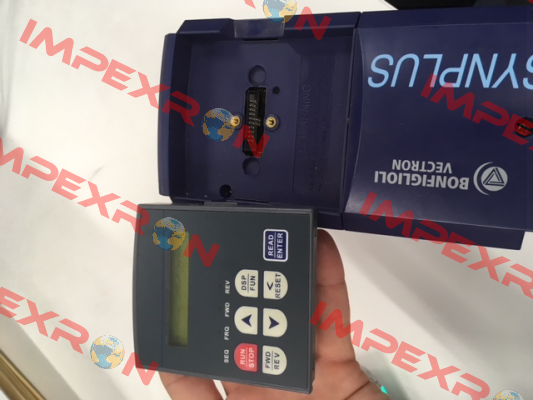 SYNPLUS
BONFIGLIOLI
VECTRON
SEQ FRQ FWD REV
RUN
STOP
FWD
REV
DSP
FUN
<
RESET
READ
ENTER
IMPEXRON
IMPEXRON
IMPEXRON
IMPEXRON
IMPEXRON
IMPEXRON